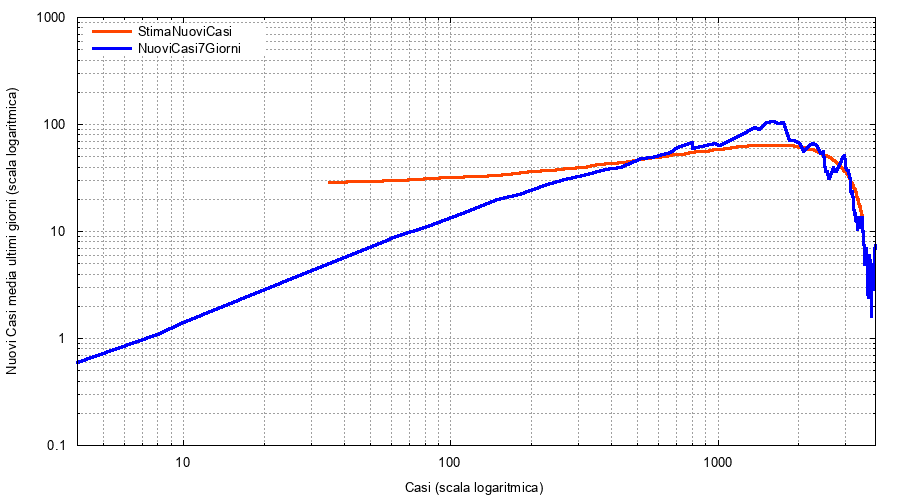 1000
100
10
1
0.1
Nuovi Casi media ultimi giorni (scala logaritmica)
StimaNuoviCasi
NuoviCasi7Giorni
10
100
1000
Casi (scala logaritmica)